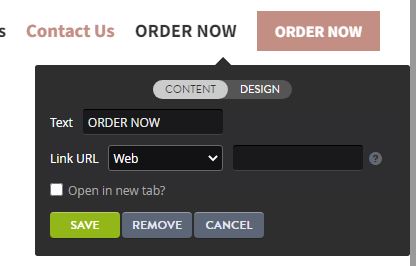 s Contact Us ORDER NOW ORDER NOW
CONTENT DESIGN
Text ORDER NOW
Link URL Web ?
Open in new tab?
SAVE REMOVE CANCEL